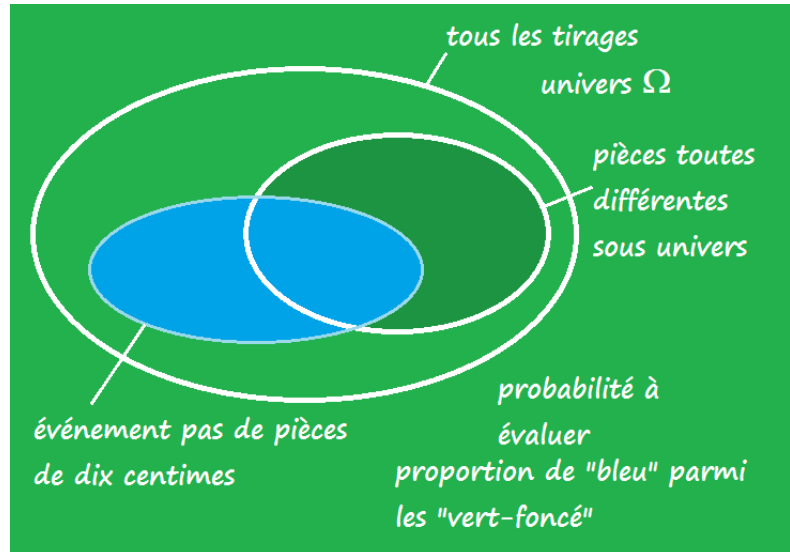 tous les tirages
univers Ω
pièces toutes
différentes
sous univers
événement pas de pièces
de dix centimes
probabilité à
évaluer
proportion de "bleu" parmi
les "vert-foncé"